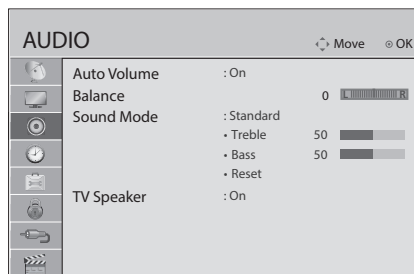 AUDIO Move OK
Auto Volume : On
Balance 0 L R
Sound Mode : Standard
• Treble 50
• Bass 50
• Reset
TV Speaker : On